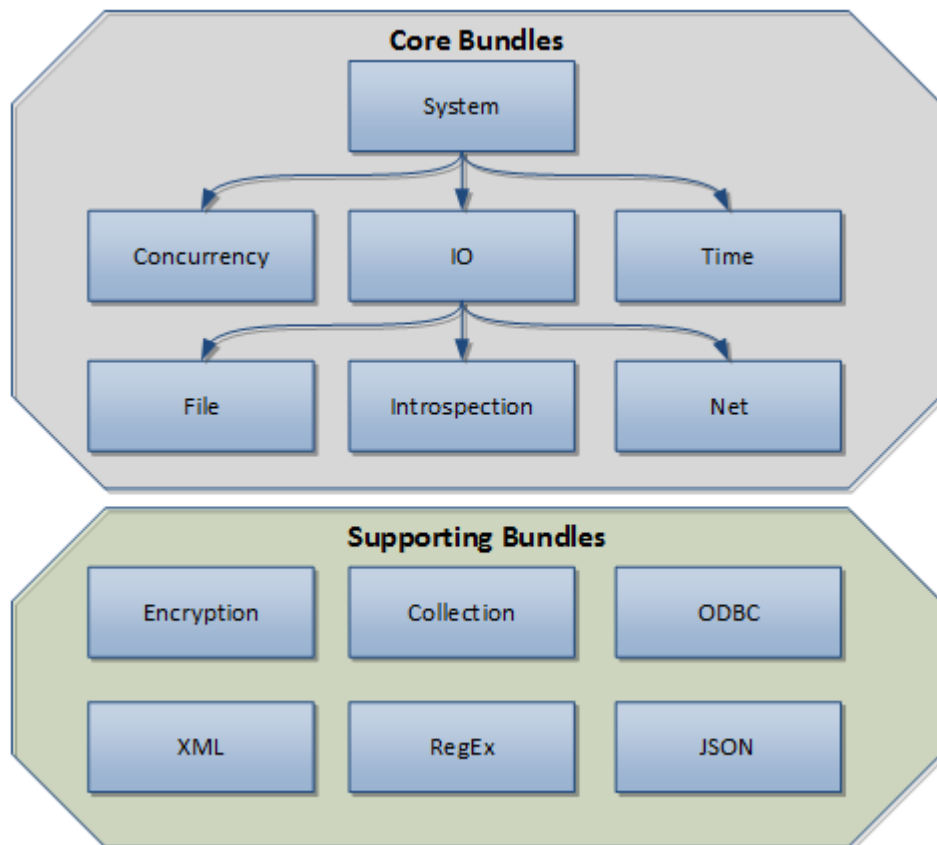 Core Bundles
System
Concurrency
IO
Time
File
Introspection
Net
Supporting Bundles
Encryption
Collection
ODBC
XML
RegEx
JSON